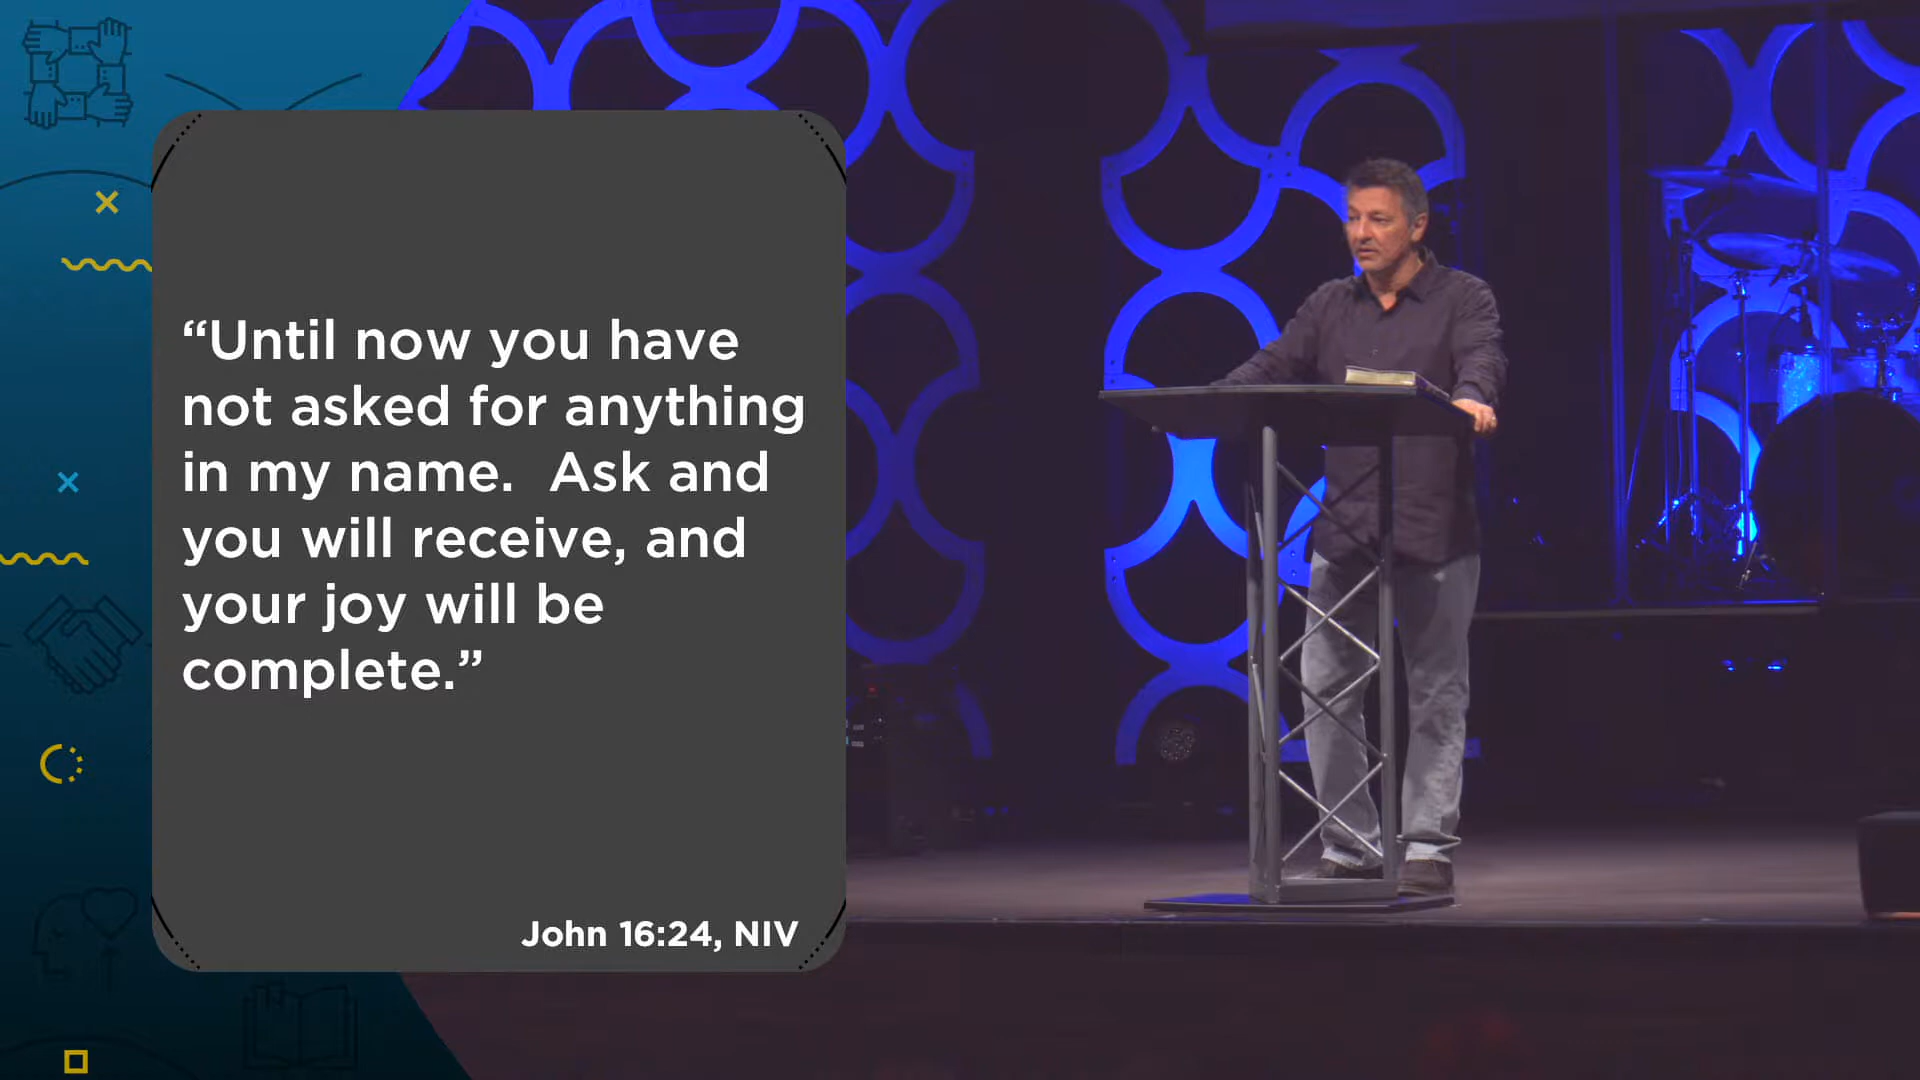 “Until now you have
not asked for anything
in my name.  Ask and
you will receive, and
your joy will be
complete.”
John 16:24, NIV